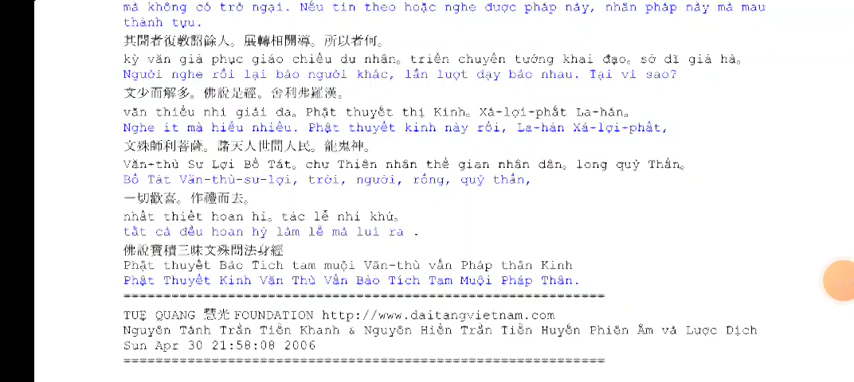 mà không có trở ngại. Nếu tin theo hoặc nghe được pháp này, nhân pháp này mà mau
thành tựu.
其聞者復教詔餘人。展轉相開導。所以者何。
kỳ văn giả phục giáo chiếu dư nhân。triển chuyển tướng khai đạo。sở dĩ giả hà。
Người nghe rồi lại bảo người khác, lần lượt dạy bảo nhau. Tại vì sao?
文少而解多。佛說是經。舍利弗羅漢。
văn thiểu nhi giải đa。Phật thuyết thị Kinh。Xá-lợi-phất La-hán。
Nghe ít mà hiểu nhiều. Phật thuyết kinh này rồi, La-hán Xá-lợi-phất,
文殊師利菩薩。諸天人世間人民。龍鬼神。
Văn-thù Sư Lợi Bồ Tát。chư Thiên nhân thế gian nhân dân。long quỷ Thần。
Bồ Tát Văn-thù-sư-lợi, trời, người, rồng, quỷ thần,
一切歡喜。作禮而去。
nhất thiết hoan hỉ。tác lễ nhi khứ。
tất cả đều hoan hỷ làm lễ mà lui ra .
佛說寶積三昧文殊問法身經
Phật thuyết Bảo Tích tam muội Văn-thù vấn Pháp thân Kinh
Phật Thuyết Kinh Văn Thù Vấn Bảo Tích Tam Muội Pháp Thân.
============================================================
TUỆ QUANG 慧光 FOUNDATION http://www.daitangvietnam.com
Nguyên Tánh Trần Tiễn Khanh & Nguyên Hiển Trần Tiễn Huyến Phiên Âm và Lược Dịch
Sun Apr 30 21:58:08 2006
============================================================